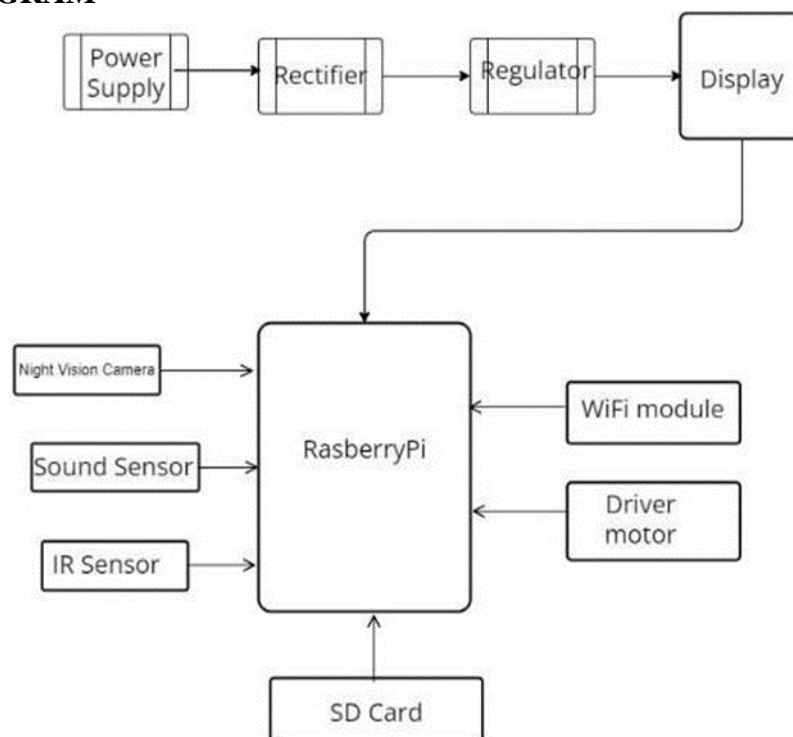 GRAM
Power
Supply
Rectifier
Regulator
Display
Night Vision Camera
Sound Sensor
IR Sensor
RasberryPi
WiFi module
Driver
motor
SD Card